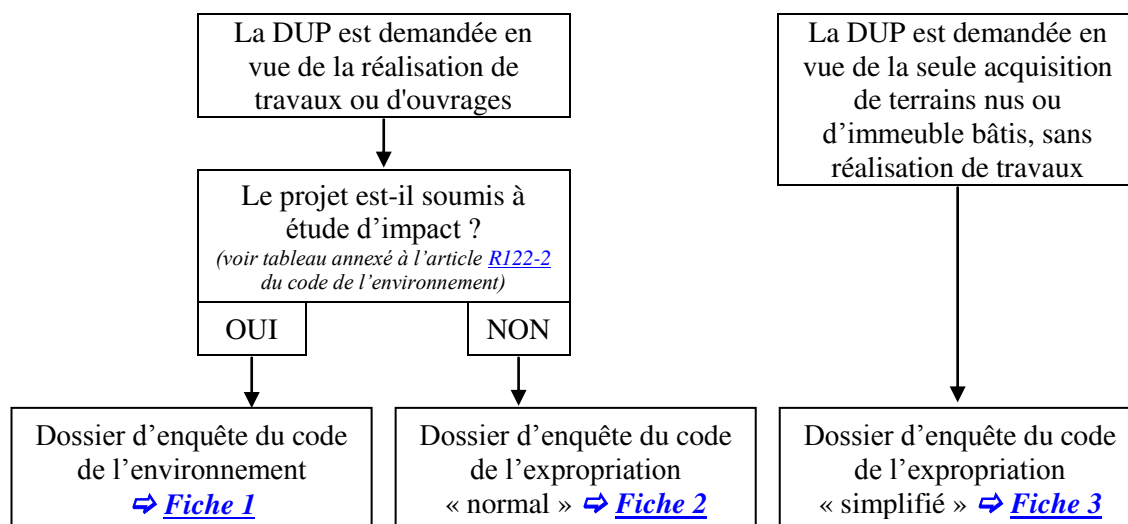 La DUP est demandée en
vue de la réalisation de
travaux ou d'ouvrages
La DUP est demandée en
vue de la seule acquisition
de terrains nus ou
d’immeuble bâtis, sans
réalisation de travaux
Le projet est-il soumis à
étude d’impact ?
(voir tableau annexé à l’article R122-2
du code de l’environnement)
OUI
NON
Dossier d’enquête du code
de l’environnement
⇨ Fiche 1
Dossier d’enquête du code
de l’expropriation
« normal » ⇨ Fiche 2
Dossier d’enquête du code
de l’expropriation
« simplifié » ⇨ Fiche 3